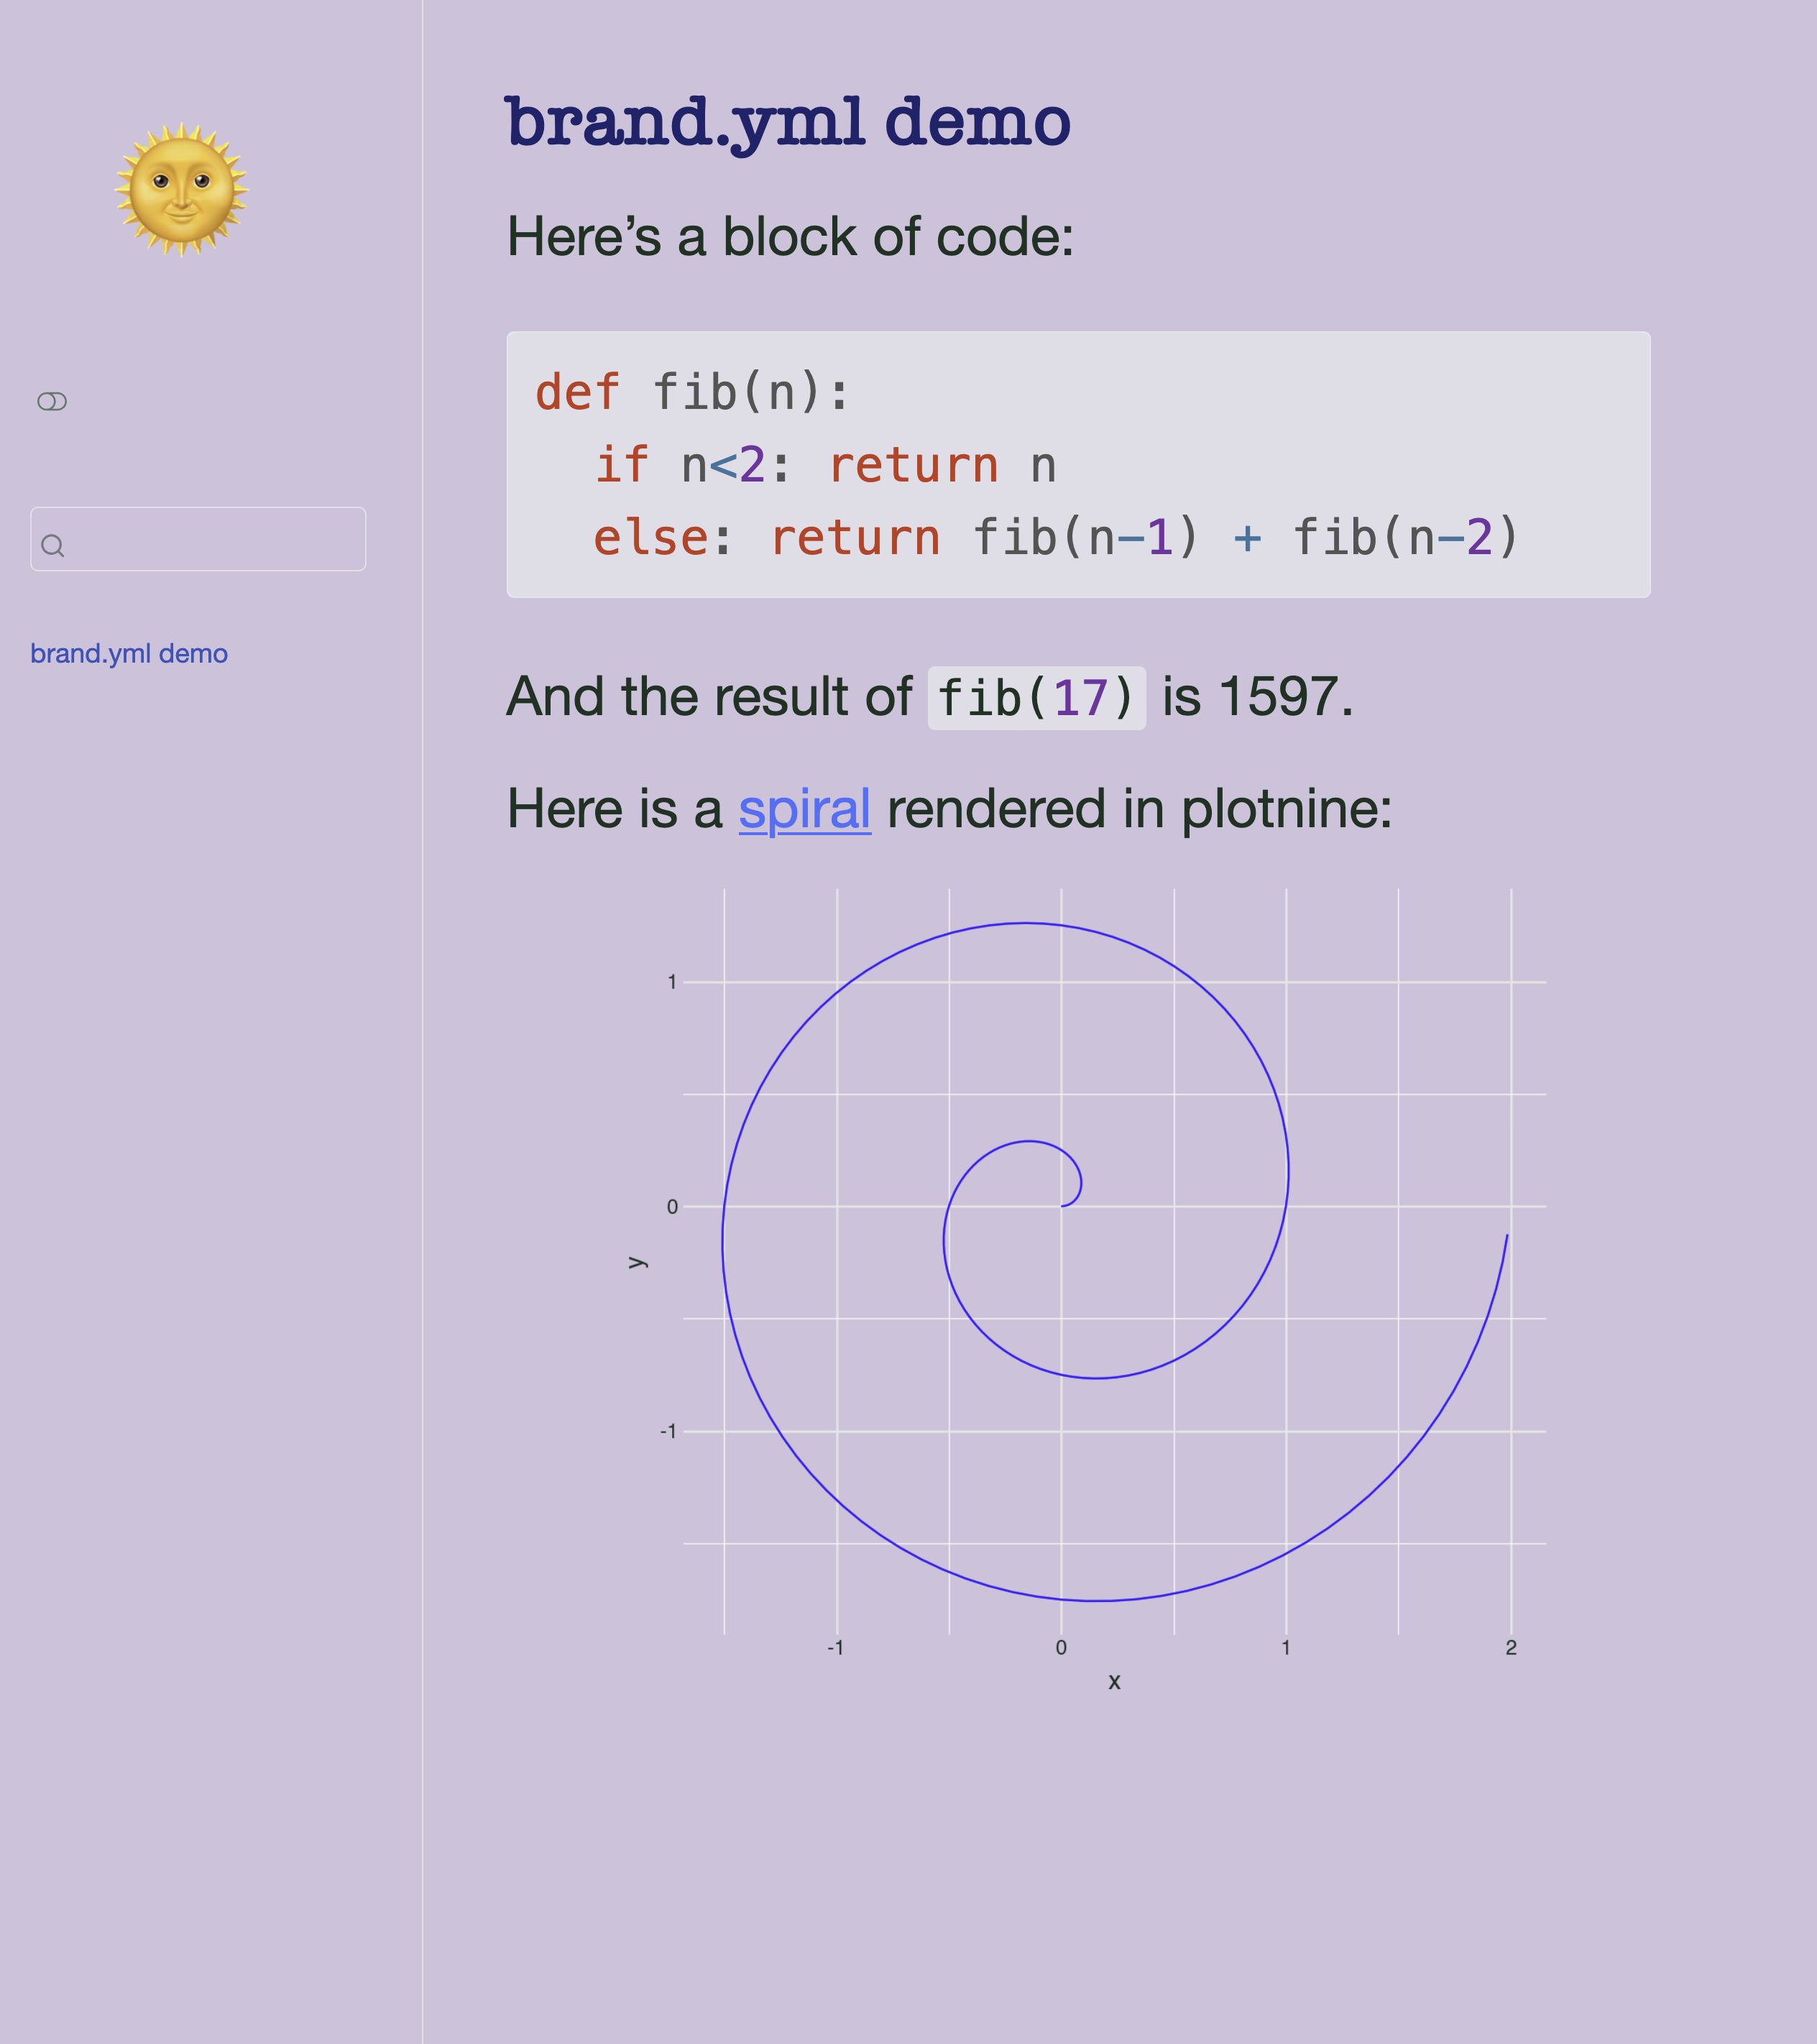 brand.yml demo
brand.yml demo
Here’s a block of code:
def fib(n):
  if n<2: return n
  else: return fib(n-1) + fib(n-2)
And the result of fib(17) is 1597.
Here is a spiral rendered in plotnine:
1
0
-1
y
-1 0 1 2
x